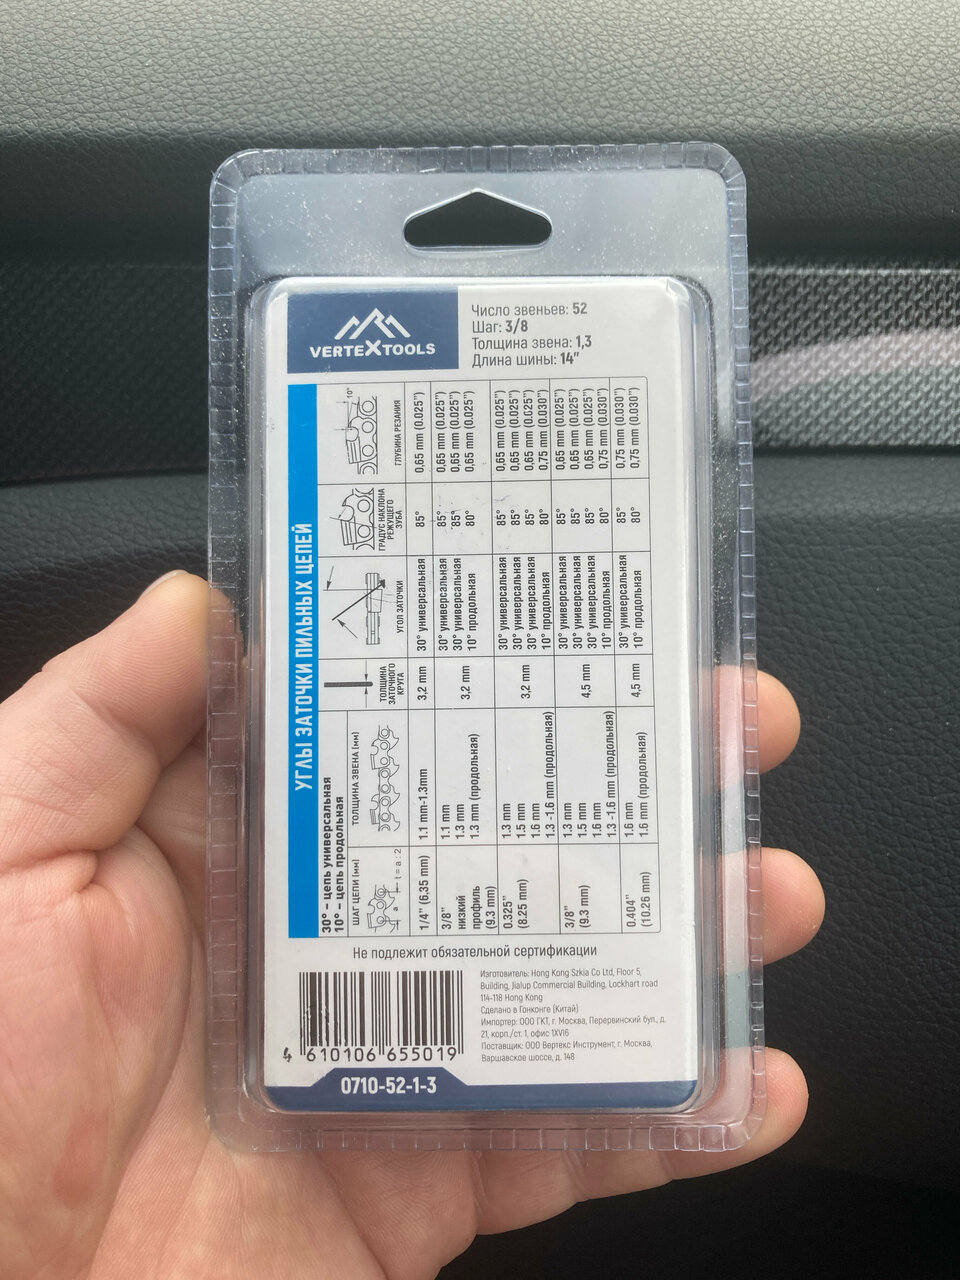 VERTEXTOOLS
Число звеньев: 52
Шаг: 3/8
Толщина звена: 1,3
Длина шины: 14"
УГЛЫ ЗАТОЧКИ ПИЛЬНЫХ ЦЕПЕЙ
30° – цепь универсальная
10° – цепь продольная
ШАГ ЦЕПИ (мм)
a
t = a : 2
ТОЛЩИНА ЗВЕНА (мм)
ТОЛЩИНА
ЗАТОЧНОГО
КРУГА
УГОЛ ЗАТОЧКИ
ГРАДУС НАКЛОНА
РЕЖУЩЕГО
ЗУБА
10°
ГЛУБИНА РЕЗАНИЯ
1/4" (6,35 mm)
1.1 mm-1.3mm
3,2 mm
30° универсальная
85°
0,65 mm (0.025")
3/8"
низкий
профиль
(9.3 mm)
1.1 mm
1.3 mm
1.3 mm (продольная)
3,2 mm
30° универсальная
30° универсальная
30° универсальная
10° продольная
85°
85°
85°
80°
0,65 mm (0.025")
0,65 mm (0.025")
0,65 mm (0.025")
0,65 mm (0.025")
0.325"
(8.25 mm)
1.3 mm
1.5 mm
1.6 mm
1.3 -1.6 mm (продольная)
3,2 mm
30° универсальная
30° универсальная
30° универсальная
10° продольная
85°
85°
85°
80°
0,65 mm (0.025")
0,65 mm (0.025")
0,65 mm (0.025")
0,75 mm (0.030")
3/8"
(9.3 mm)
1.3 mm
1.5 mm
1.6 mm
1.3 -1.6 mm (продольная)
4,5 mm
30° универсальная
30° универсальная
30° универсальная
10° продольная
85°
85°
85°
80°
0,65 mm (0.025")
0,65 mm (0.025")
0,65 mm (0.025")
0,75 mm (0.030")
0.404"
(10.26 mm)
1.6 mm
1.6 mm (продольная)
4,5 mm
30° универсальная
10° продольная
85°
80°
0,75 mm (0.030")
0,75 mm (0.030")
Не подлежит обязательной сертификации
4 610106 655019
0710-52-1-3
Изготовитель: Hong Kong Szkia Co Ltd, Floor 5,
Building, Jialup Commercial Building, Lockhart road
114-118 Hong Kong
Сделано в Гонконге (Китай)
Импортер: ООО ГКТ, г. Москва, Перервинский бул., д.
21, корп./ст. 1, офис 1XVI6
Поставщик: ООО Вертекс Инструмент, г. Москва,
Варшавское шоссе, д. 148